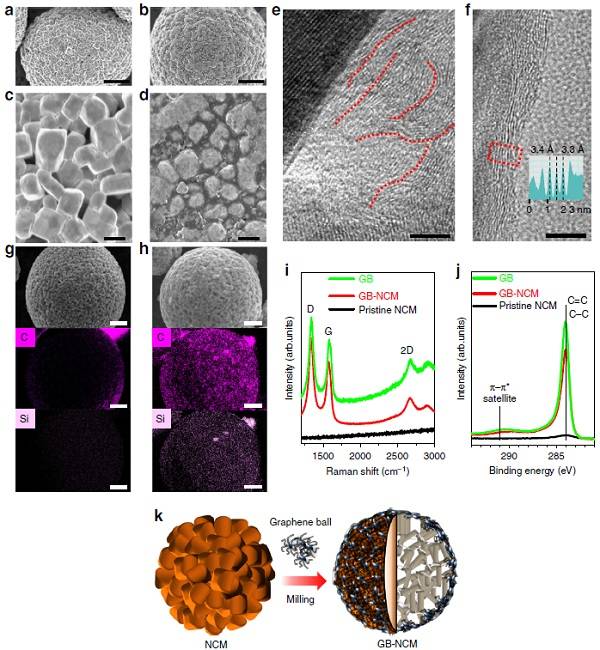 a
b
e
f
c
d
3.4 Å
3.3 Å
0 1 2 3 nm
g
h
i
j
C
C
Si
Si
GB
GB-NCM
Pristine NCM
D
G
2D
Intensity (arb.units)
1500 2000 2500 3000
Raman shift (cm⁻¹)
GB
GB-NCM
Pristine NCM
C=C
C–C
π–π*
satellite
Intensity (arb.units)
290 285
Binding energy (eV)
k
Graphene ball
Milling
NCM
GB-NCM